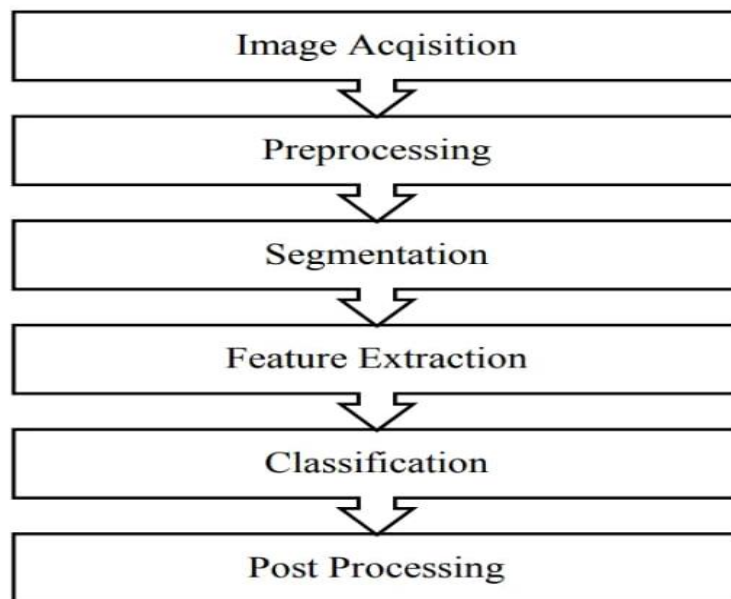 Image Acqisition
Preprocessing
Segmentation
Feature Extraction
Classification
Post Processing